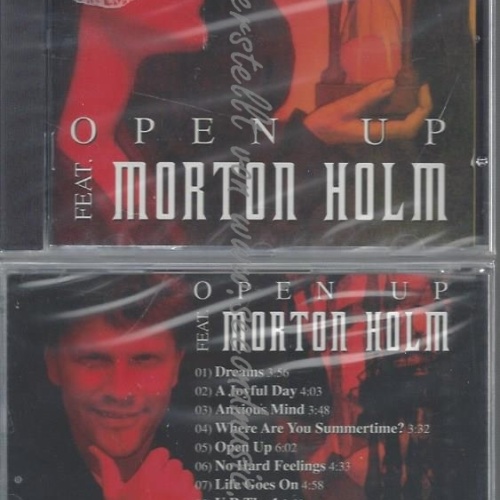 OPEN UP
FEAT. MORTON HOLM
OPEN UP
FEAT. MORTON HOLM
01) Dreams 3:56
02) A Joyful Day 4:03
03) Anxious Mind 3:48
04) Where Are You Summertime? 3:32
05) Open Up 6:02
06) No Hard Feelings 4:33
07) Life Goes On 4:58